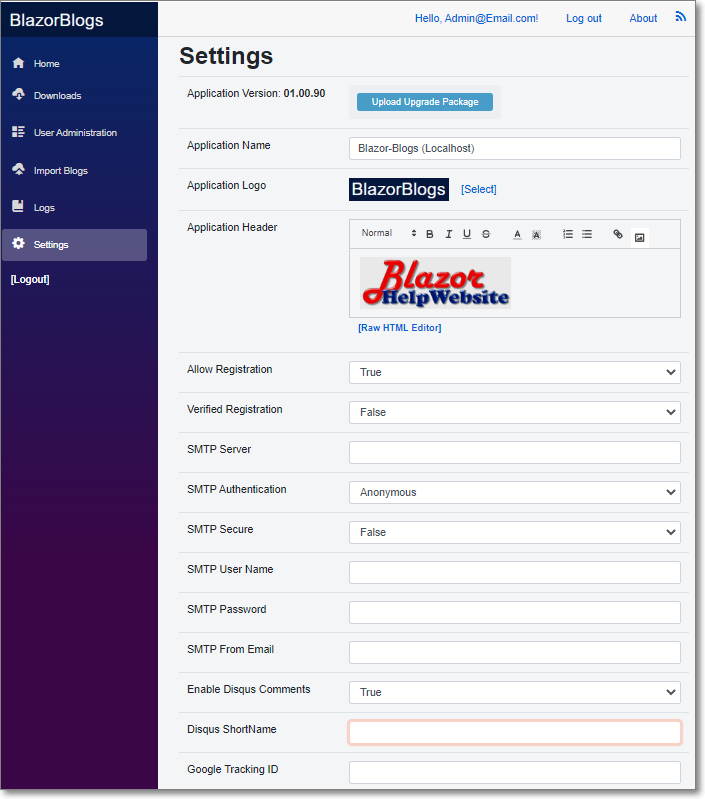 BlazorBlogs
Hello, Admin@Email.com! Log out About
Home
Downloads
User Administration
Import Blogs
Logs
Settings
[Logout]
Settings
Application Version: 01.00.90 Upload Upgrade Package
Application Name Blazor-Blogs (Localhost)
Application Logo BlazorBlogs [Select]
Application Header Normal B I U S A A
Blazor
HelpWebsite
[Raw HTML Editor]
Allow Registration True
Verified Registration False
SMTP Server
SMTP Authentication Anonymous
SMTP Secure False
SMTP User Name
SMTP Password
SMTP From Email
Enable Disqus Comments True
Disqus ShortName
Google Tracking ID